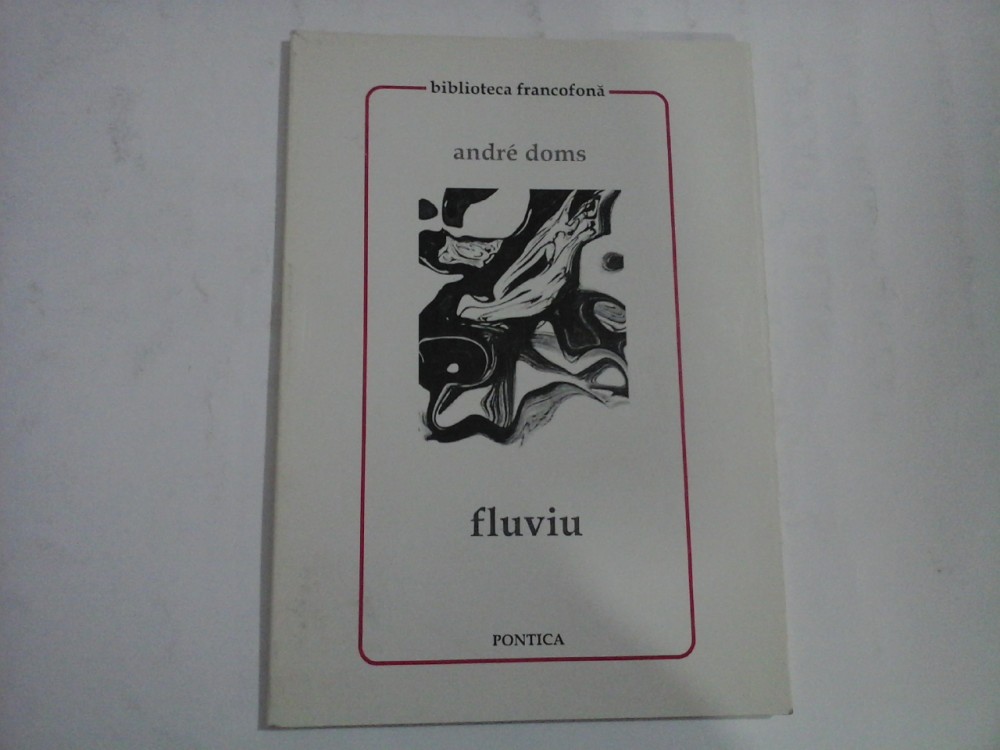 biblioteca francofonă
andré doms
fluviu
PONTICA